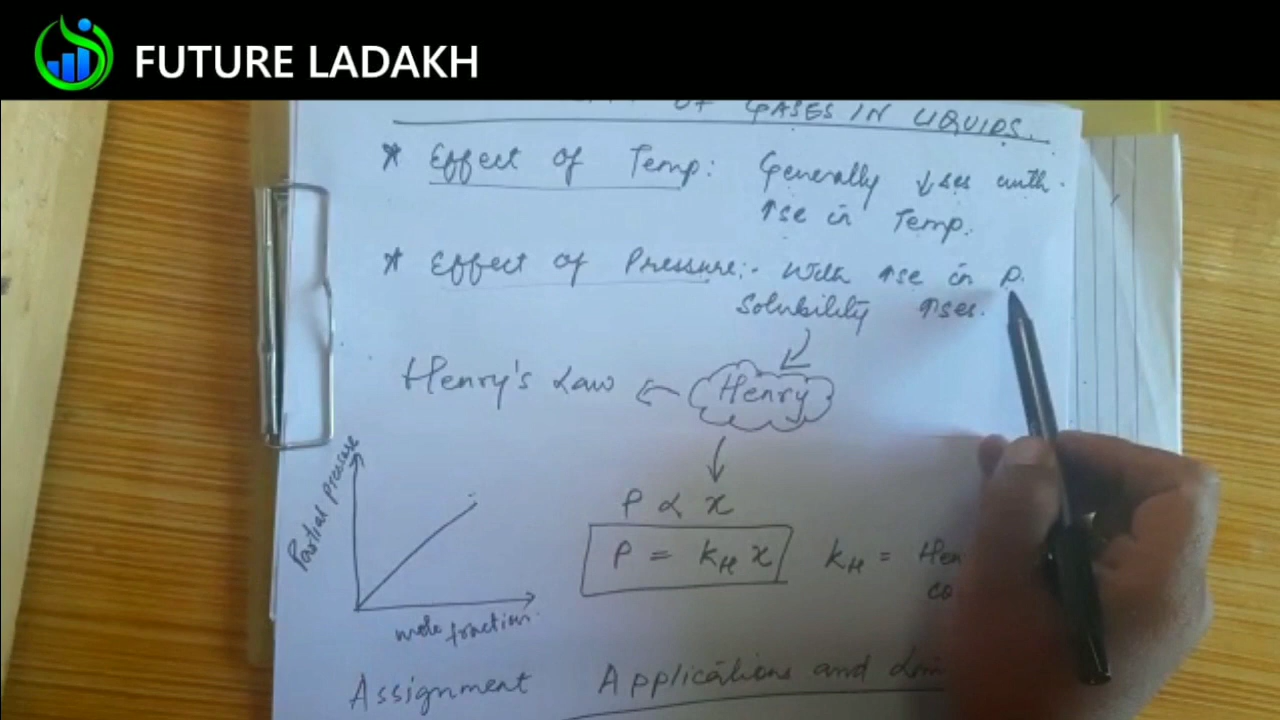 FUTURE LADAKH
OF GASES IN LIQUIDS.
* Effect of Temp: Generally ↓ses with
↑se in Temp.
* Effect of Pressure:- With ↑se in P.
Solubility ↑ses.
Henry's Law ← Henry
Partial pressure
P ∝ x
P = KH x KH =
mole fraction
Assignment Applications and